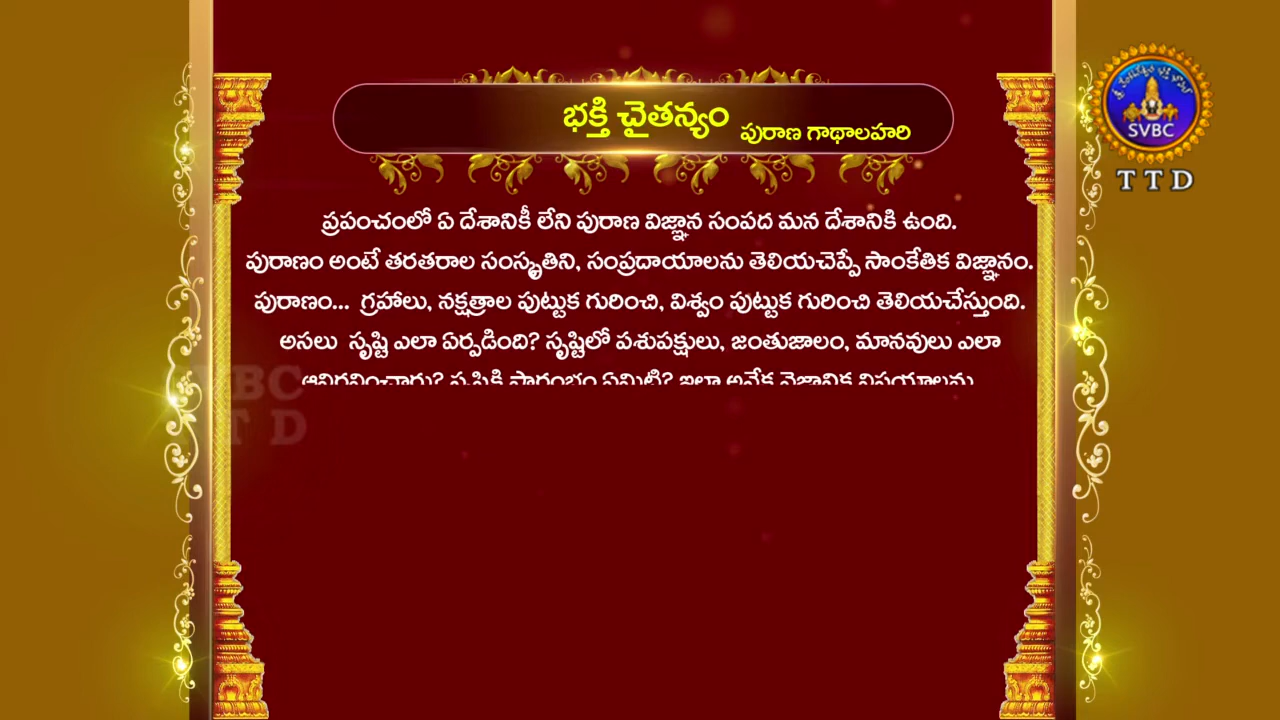 భక్తి చైతన్యం పురాణ గాథాలహరి
SVBC
TTD
ప్రపంచంలో ఏ దేశానికీ లేని పురాణ విజ్ఞాన సంపద మన దేశానికి ఉంది.
పురాణం అంటే తరతరాల సంస్కృతిని, సంప్రదాయాలను తెలియచెప్పే సాంకేతిక విజ్ఞానం.
పురాణం... గ్రహాలు, నక్షత్రాల పుట్టుక గురించి, విశ్వం పుట్టుక గురించి తెలియచేస్తుంది.
అసలు సృష్టి ఎలా ఏర్పడింది? సృష్టిలో పశుపక్షులు, జంతుజాలం, మానవులు ఎలా